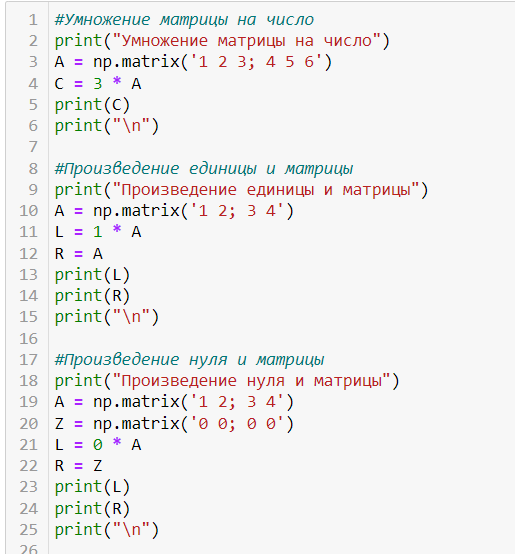 1 #Умножение матрицы на число
2 print("Умножение матрицы на число")
3 A = np.matrix('1 2 3; 4 5 6')
4 C = 3 * A
5 print(C)
6 print("\n")
7
8 #Произведение единицы и матрицы
9 print("Произведение единицы и матрицы")
10 A = np.matrix('1 2; 3 4')
11 L = 1 * A
12 R = A
13 print(L)
14 print(R)
15 print("\n")
16
17 #Произведение нуля и матрицы
18 print("Произведение нуля и матрицы")
19 A = np.matrix('1 2; 3 4')
20 Z = np.matrix('0 0; 0 0')
21 L = 0 * A
22 R = Z
23 print(L)
24 print(R)
25 print("\n")
26